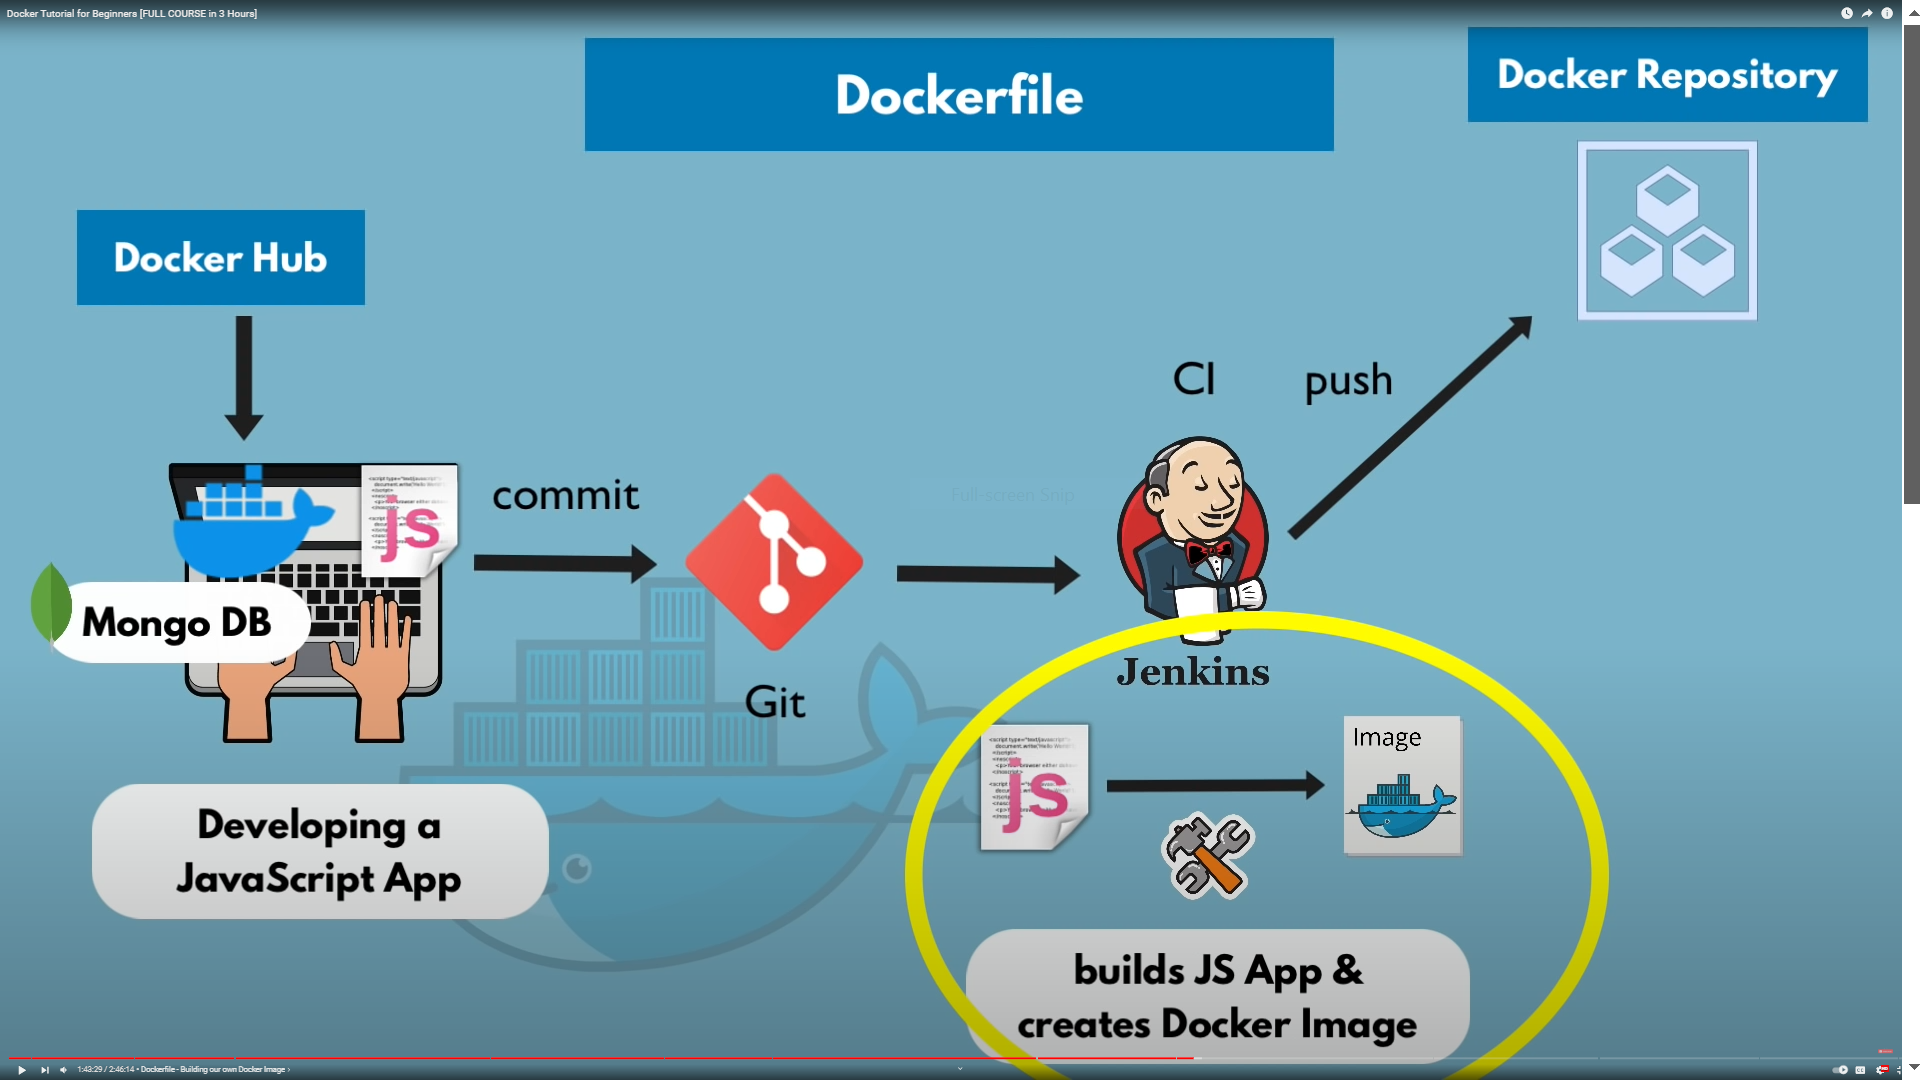 Docker Tutorial for Beginners [FULL COURSE in 3 Hours]
Dockerfile
Docker Repository
Docker Hub
CI
push
commit
Full-screen Snip
js
Mongo DB
Git
Jenkins
js
Image
Developing a
JavaScript App
builds JS App &
creates Docker Image
1:43:29 / 2:46:14 • Dockerfile - Building our own Docker Image